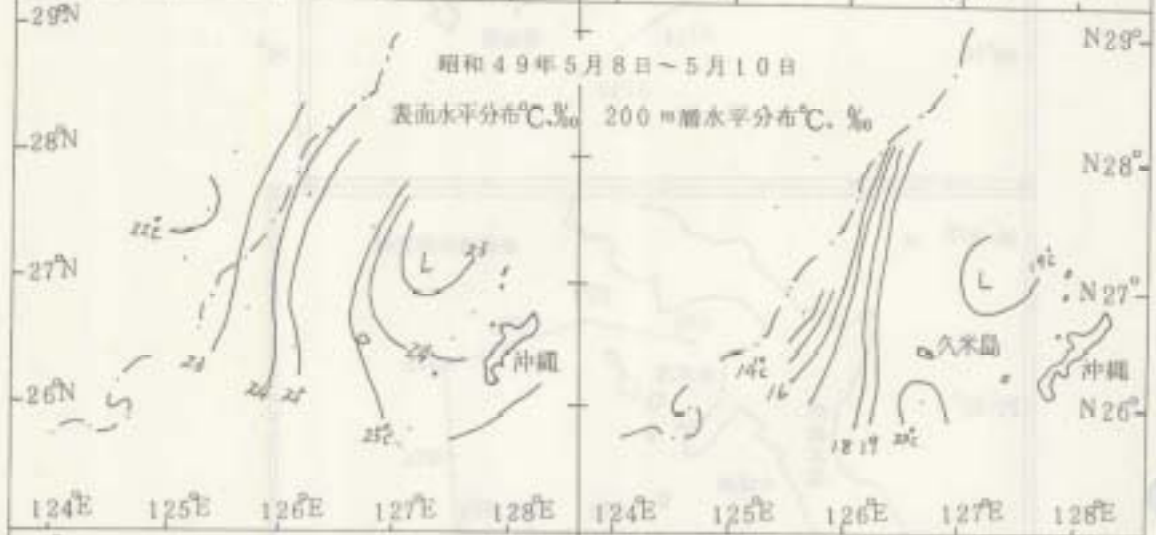 昭和49年5月8日~5月10日
表面水平分布℃、‰ 200m層水平分布℃、‰
29°N
28°N
27°N
26°N
22℃
23
24
25
25℃
24
23
L
沖縄
124°E 125°E 126°E 127°E 128°E
N29°
N28°
N27°
N26°
14℃
16
18 19 20℃
19℃
L
久米島
沖縄
124°E 125°E 126°E 127°E 128°E